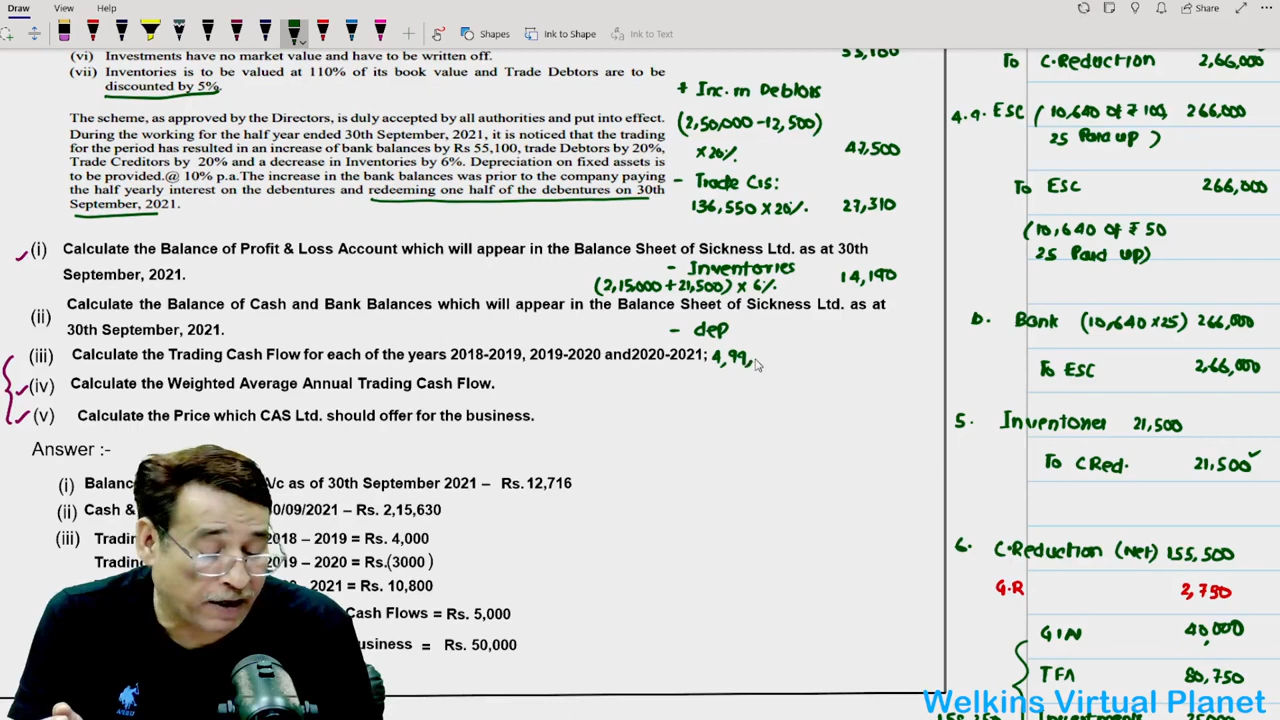 Draw View Help
Share
Shapes
Ink to Shape
Ink to Text
(vi) Investments have no market value and have to be written off.
(vii) Inventories is to be valued at 110% of its book value and Trade Debtors are to be
discounted by 5%.
The scheme, as approved by the Directors, is duly accepted by all authorities and put into effect.
During the working for the half year ended 30th September, 2021, it is noticed that the trading
for the period has resulted in an increase of bank balances by Rs 55,100, trade Debtors by 20%,
Trade Creditors by 20% and a decrease in Inventories by 6%. Depreciation on fixed assets is
to be provided.@ 10% p.a.The increase in the bank balances was prior to the company paying
the half yearly interest on the debentures and redeeming one half of the debentures on 30th
September, 2021.
55,100
+ Inc. in Debtors
(2,50,000-12,500)
x20%. 47,500
- Trade Crs:
136,550 x 20%. 27,310
(i) Calculate the Balance of Profit & Loss Account which will appear in the Balance Sheet of Sickness Ltd. as at 30th
September, 2021.
- Inventories
(2,15000 + 21,500) x 6%. 14,190
(ii) Calculate the Balance of Cash and Bank Balances which will appear in the Balance Sheet of Sickness Ltd. as at
30th September, 2021.
- dep
(iii) Calculate the Trading Cash Flow for each of the years 2018-2019, 2019-2020 and2020-2021; 4,99,
(iv) Calculate the Weighted Average Annual Trading Cash Flow.
(v) Calculate the Price which CAS Ltd. should offer for the business.
Answer :-
(i) A/c as of 30th September 2021 – Rs. 12,716
(ii) Cash & /09/2021 – Rs. 2,15,630
(iii) 2018 – 2019 = Rs. 4,000
2019 – 2020 = Rs.(3000 )
2021 = Rs. 10,800
Cash Flows = Rs. 5,000
= Rs. 50,000
To C.Reduction 2,66,000
4.a. ESC (10,640 of ₹ 100, 266,000
25 Paid up )
To ESC 266,000
(10,640 of ₹ 50
25 Paid up)
b. Bank (10,640 x25) 266,000
To ESC 2,66,000
5. 21,500
To C Red. 21,500
6. C.Reduction (Net) 155,500
G.R 2,750
G/W 40,000
TFA 80,750
Welkins Virtual Planet